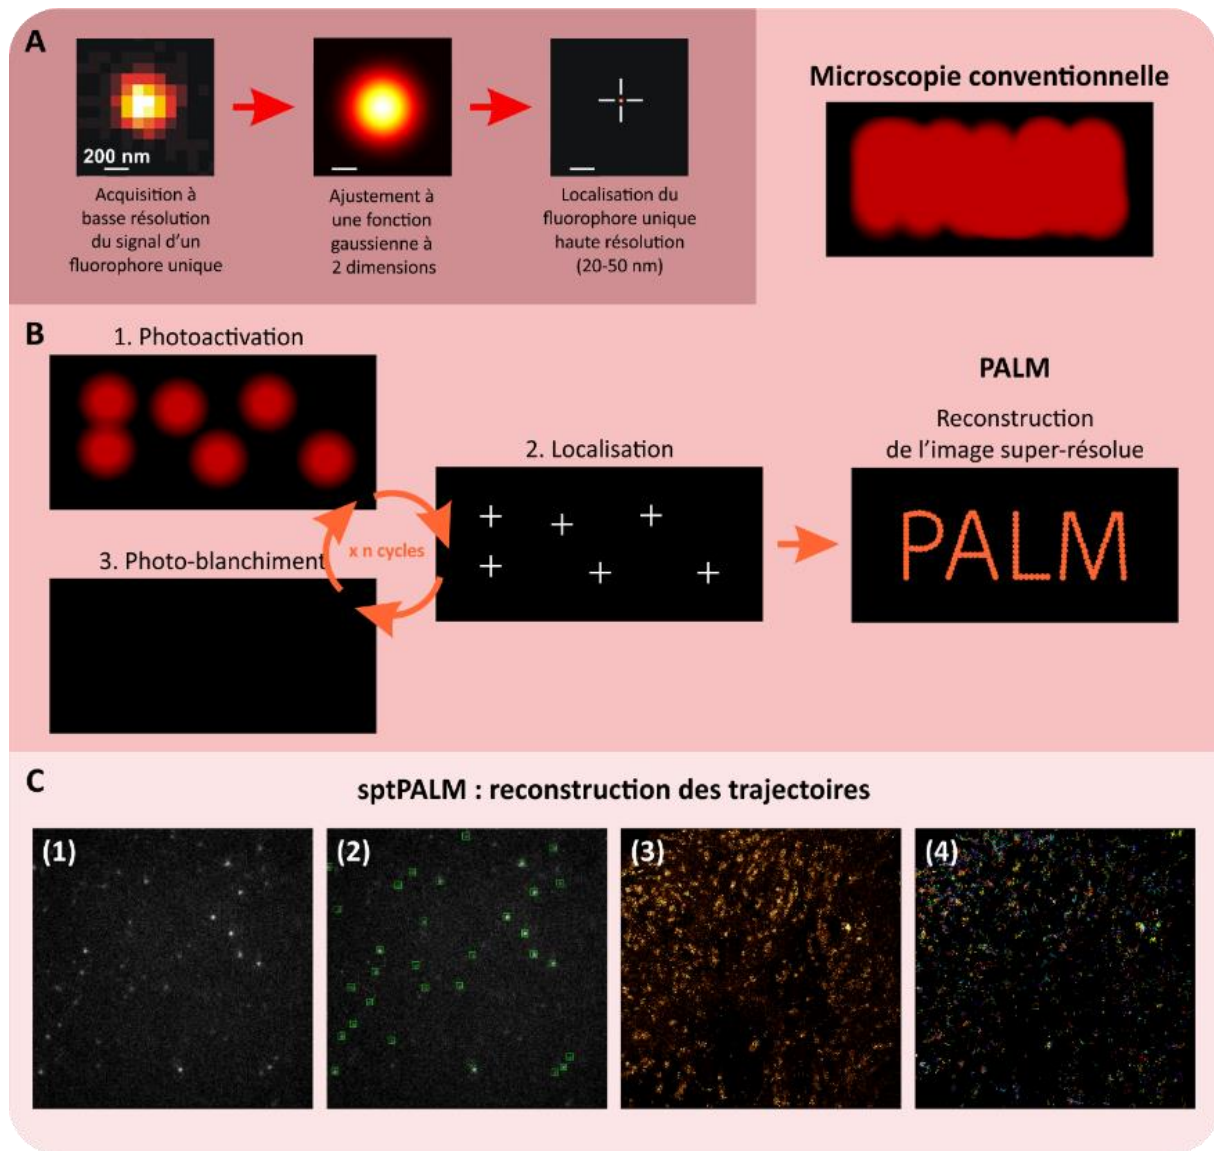 A
200 nm
Acquisition à
basse résolution
du signal d'un
fluorophore unique
Ajustement à
une fonction
gaussienne à
2 dimensions
Localisation du
fluorophore unique
haute résolution
(20-50 nm)
Microscopie conventionnelle
B
1. Photoactivation
2. Localisation
3. Photo-blanchiment
x n cycles
PALM
Reconstruction
de l'image super-résolue
PALM
C
sptPALM : reconstruction des trajectoires
(1)
(2)
(3)
(4)